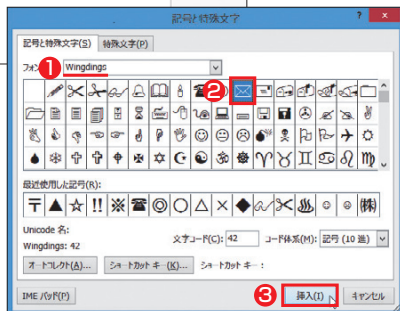 記号と特殊文字
? x
記号と特殊文字(S) 特殊文字(P)
フォント Wingdings
1
2
最近使用した記号(R):
〒 ▲ ☆ !! ※ ☎ ◎ ○ △ × ◆ ♨ ☺ ☺ ㈱
Unicode 名:
Wingdings: 42
文字コード(C): 42 コード体系(M): 記号 (10 進)
オートコレクト(A)... ショートカット キー(K)... ショートカット キー :
3
IME パッド(P) 挿入(I) キャンセル